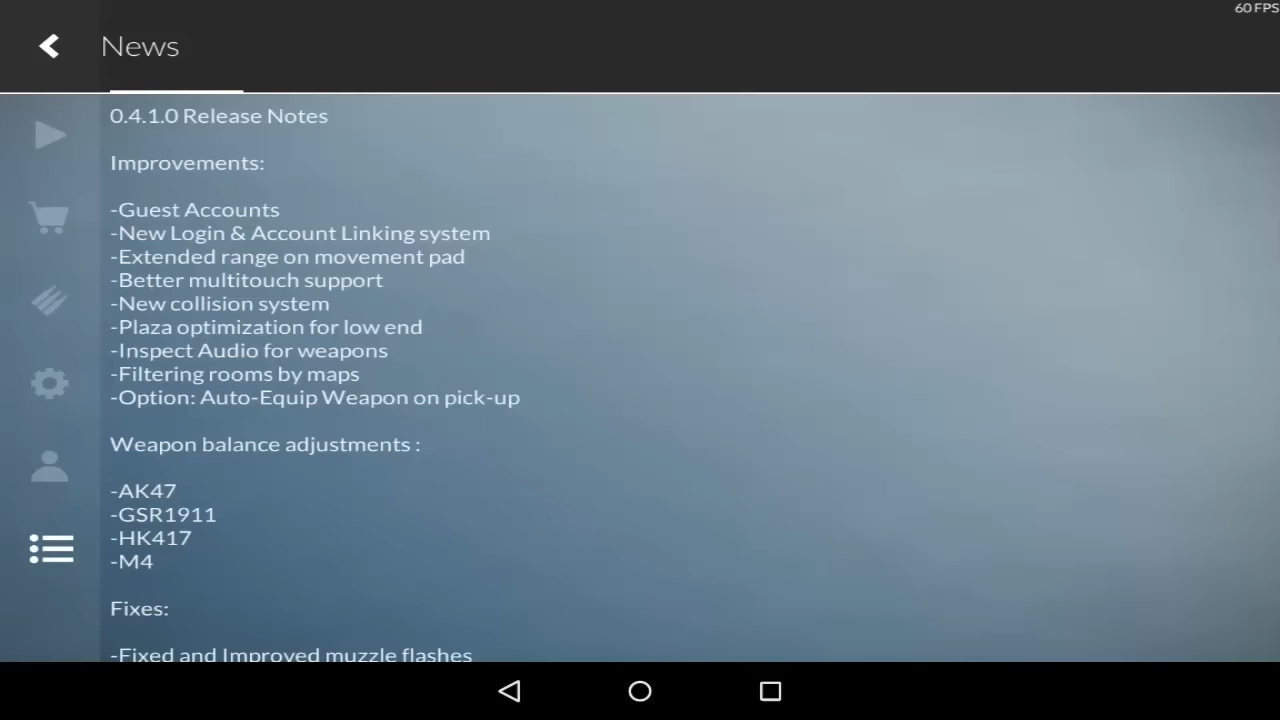 60 FPS
News
0.4.1.0 Release Notes
Improvements:
-Guest Accounts
-New Login & Account Linking system
-Extended range on movement pad
-Better multitouch support
-New collision system
-Plaza optimization for low end
-Inspect Audio for weapons
-Filtering rooms by maps
-Option: Auto-Equip Weapon on pick-up
Weapon balance adjustments :
-AK47
-GSR1911
-HK417
-M4
Fixes:
-Fixed and Improved muzzle flashes